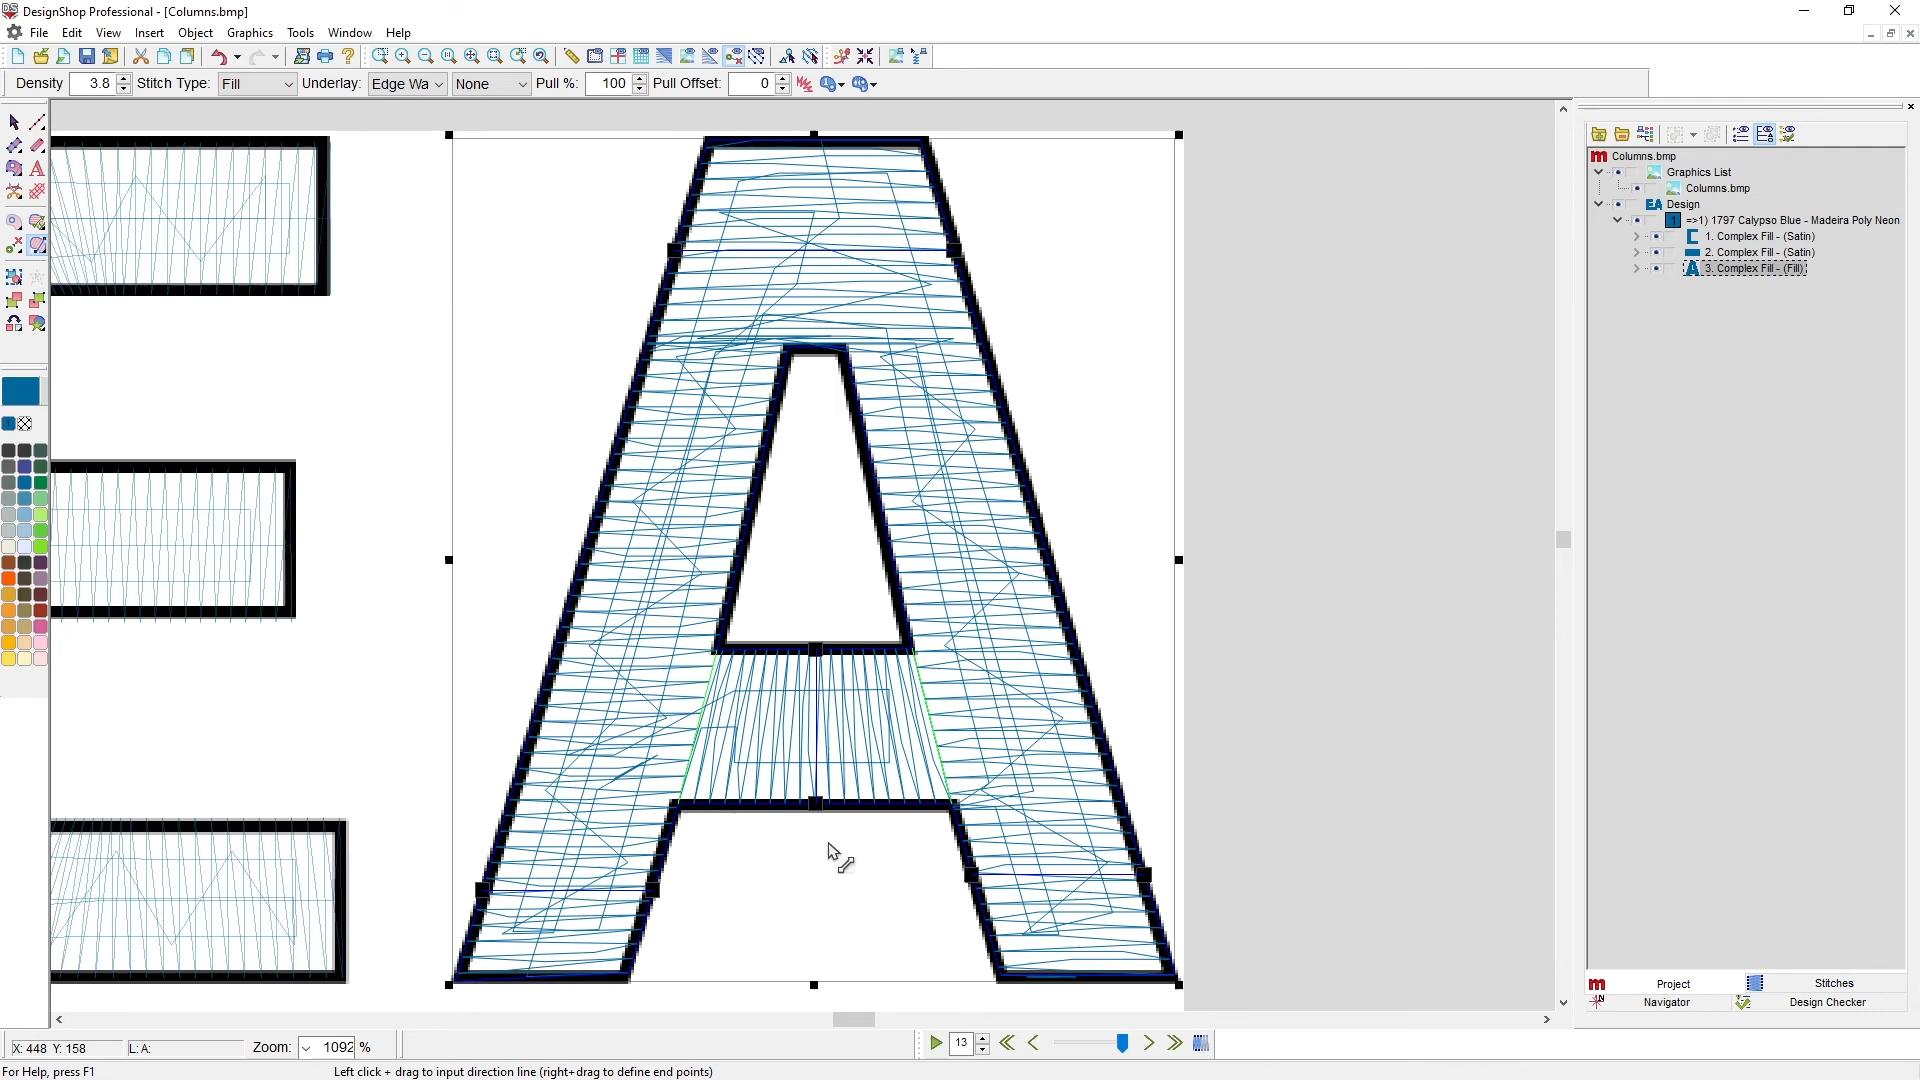 DesignShop Professional - [Columns.bmp]
File Edit View Insert Object Graphics Tools Window Help
Density 3.8 Stitch Type: Fill Underlay: Edge Wa None Pull %: 100 Pull Offset: 0
Columns.bmp
Graphics List
Columns.bmp
EA Design
1 =>1) 1797 Calypso Blue - Madeira Poly Neon
1. Complex Fill - (Satin)
2. Complex Fill - (Satin)
3. Complex Fill - (Fill)
Project Stitches
Navigator Design Checker
X: 448 Y: 158 L: A: Zoom: 1092 % 13
For Help, press F1 Left click + drag to input direction line (right+drag to define end points)